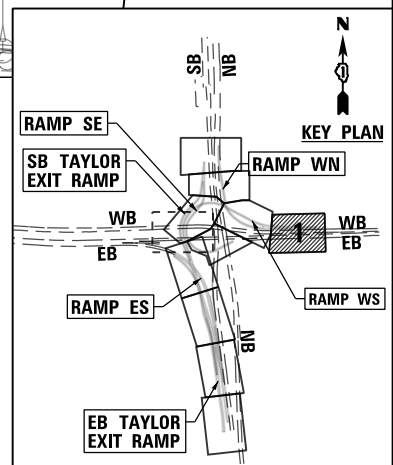 N
SB
NB
KEY PLAN
RAMP SE
SB TAYLOR
EXIT RAMP
RAMP WN
WB
EB
1
WB
EB
RAMP ES
RAMP WS
NB
EB TAYLOR
EXIT RAMP